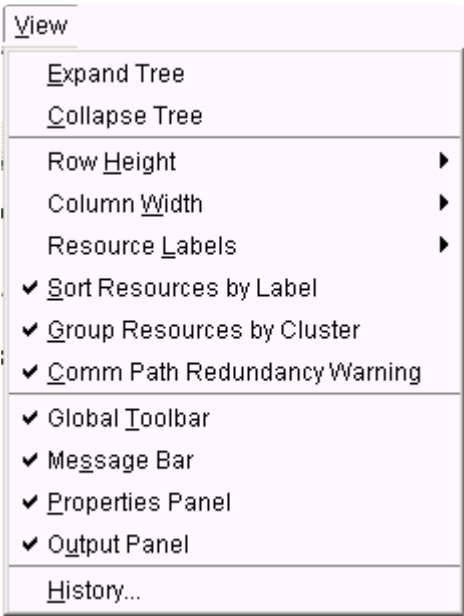 View
Expand Tree
Collapse Tree
Row Height
Column Width
Resource Labels
Sort Resources by Label
Group Resources by Cluster
Comm Path Redundancy Warning
Global Toolbar
Message Bar
Properties Panel
Output Panel
History...